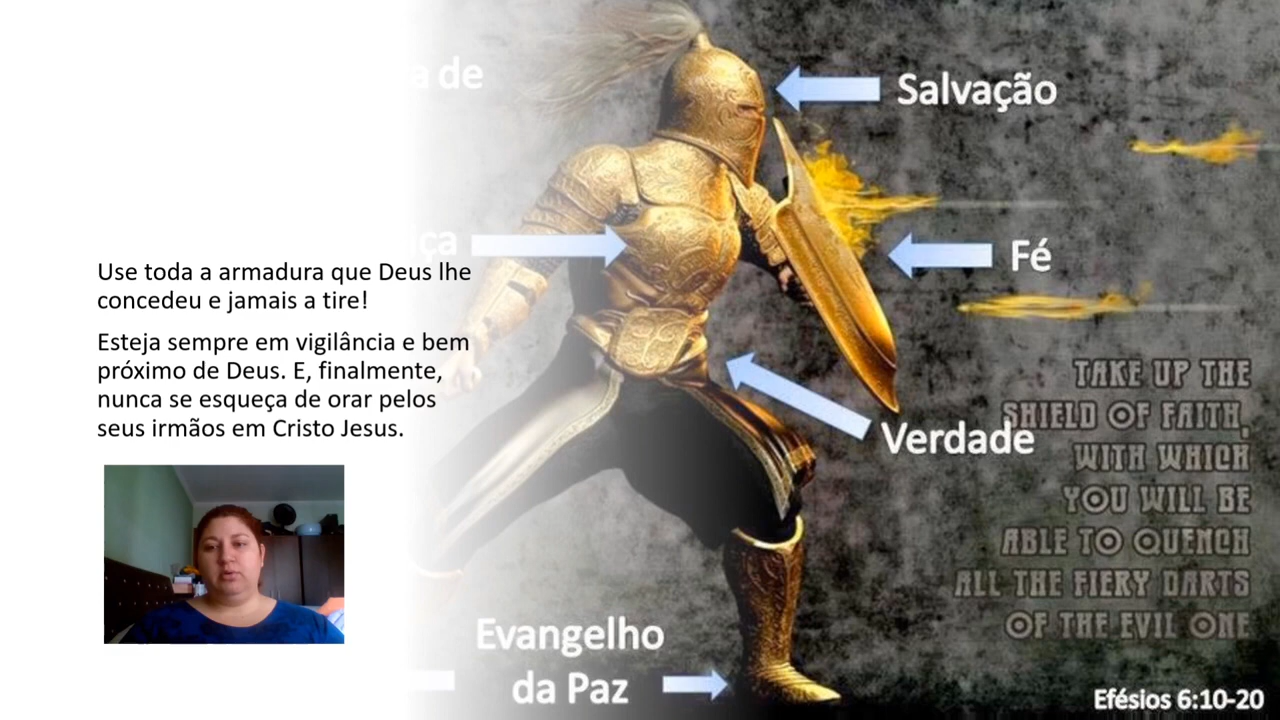 a de
Salvação
ça
Fé
Use toda a armadura que Deus lhe
concedeu e jamais a tire!
Esteja sempre em vigilância e bem
próximo de Deus. E, finalmente,
nunca se esqueça de orar pelos
seus irmãos em Cristo Jesus.
Verdade
TAKE UP THE
SHIELD OF FAITH,
WITH WHICH
YOU WILL BE
ABLE TO QUENCH
ALL THE FIERY DARTS
OF THE EVIL ONE
Evangelho
da Paz
Efésios 6:10-20